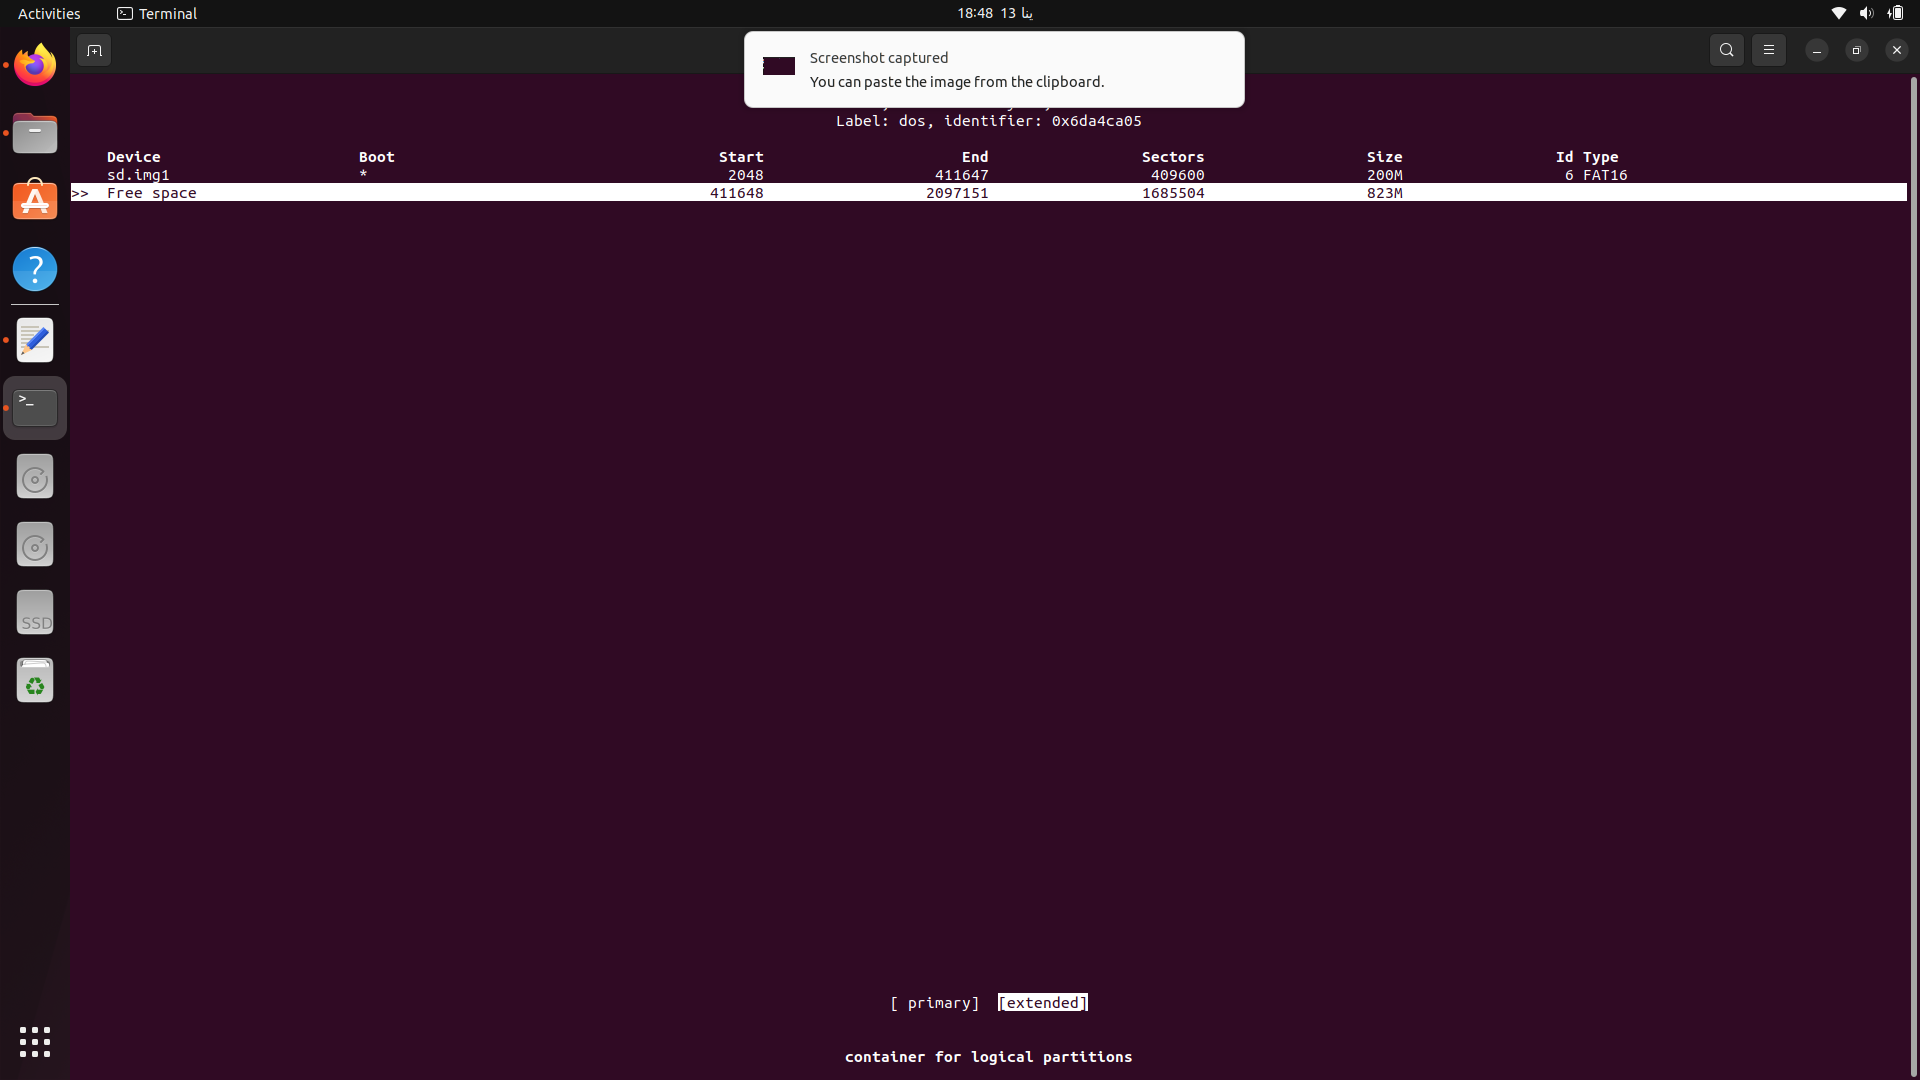 Activities Terminal 18:48 13 ينا
Screenshot captured
You can paste the image from the clipboard.
Label: dos, identifier: 0x6da4ca05
Device Boot Start End Sectors Size Id Type
sd.img1 * 2048 411647 409600 200M 6 FAT16
>> Free space 411648 2097151 1685504 823M
>_
SSD
[ primary] [extended]
container for logical partitions